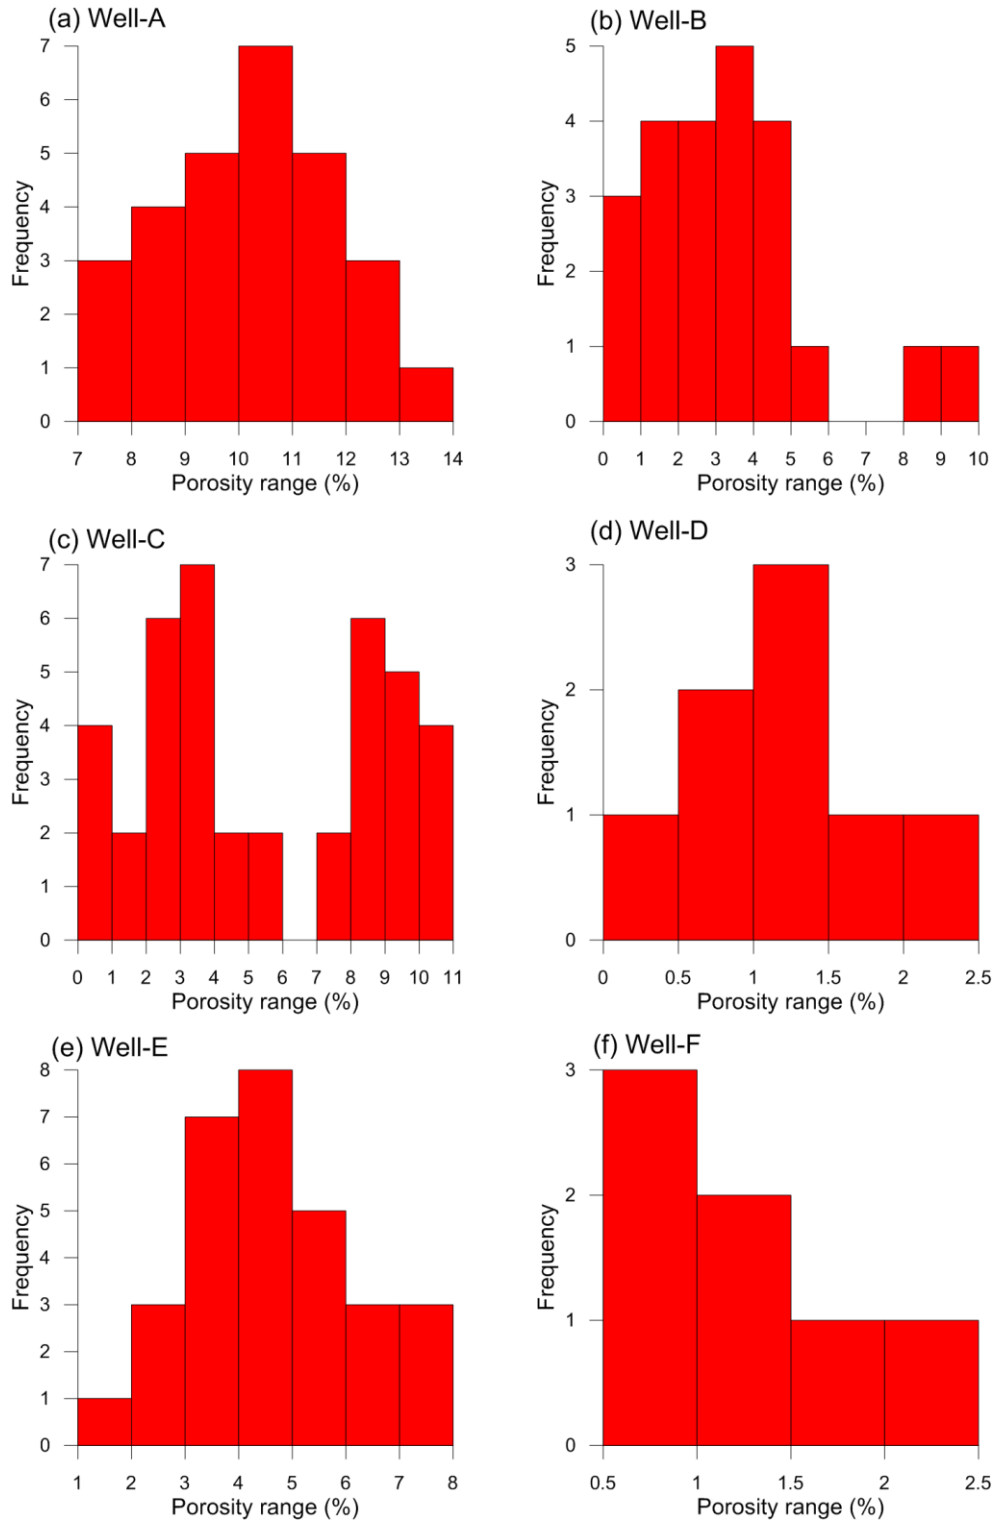 (a) Well-A
7
6
5
4
3
2
1
0
Frequency
7 8 9 10 11 12 13 14
Porosity range (%)
(b) Well-B
5
4
3
2
1
0
Frequency
0 1 2 3 4 5 6 7 8 9 10
Porosity range (%)
(c) Well-C
7
6
5
4
3
2
1
0
Frequency
0 1 2 3 4 5 6 7 8 9 10 11
Porosity range (%)
(d) Well-D
3
2
1
0
Frequency
0 0.5 1 1.5 2 2.5
Porosity range (%)
(e) Well-E
8
7
6
5
4
3
2
1
0
Frequency
1 2 3 4 5 6 7 8
Porosity range (%)
(f) Well-F
3
2
1
0
Frequency
0.5 1 1.5 2 2.5
Porosity range (%)